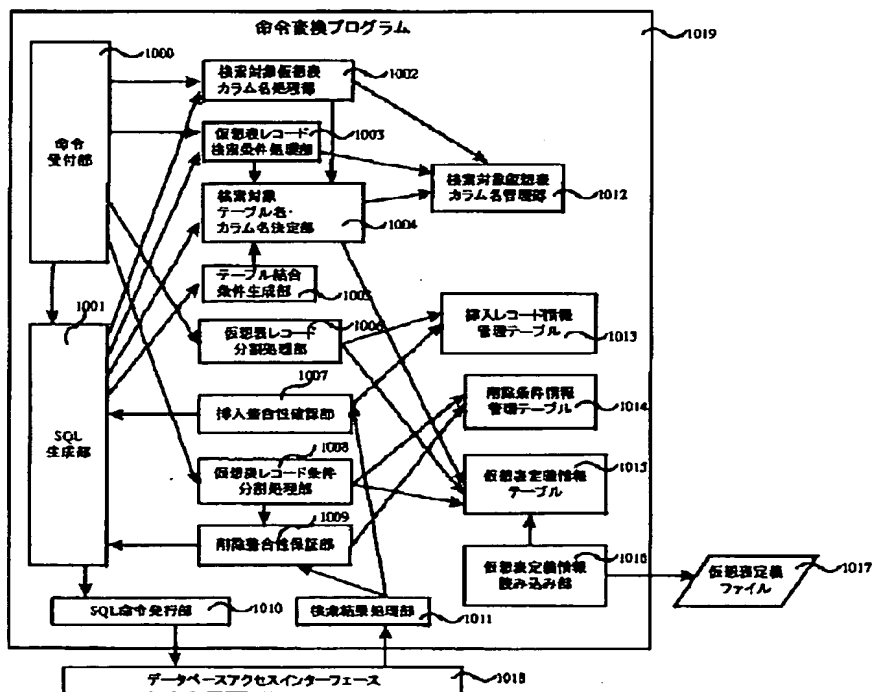 命令変換プログラム
1019
1000
命令
受付部
検索対象仮想表
カラム名処理部
1002
仮想表レコード
検索条件処理部
1003
検索対象
テーブル名・
カラム名決定部
1004
検索対象仮想表
カラム名管理部
1012
テーブル結合
条件生成部
1005
1001
SQL
生成部
仮想表レコード
分割処理部
1006
挿入レコード情報
管理テーブル
1013
1007
挿入整合性確認部
削除条件情報
管理テーブル
1014
1008
仮想表レコード条件
分割処理部
1015
仮想表定義情報
テーブル
1009
削除整合性保証部
仮想表定義情報
読み込み部
1016
仮想表定義
ファイル
1017
SQL命令発行部
1010
検索結果処理部
1011
データベースアクセスインターフェース
1018